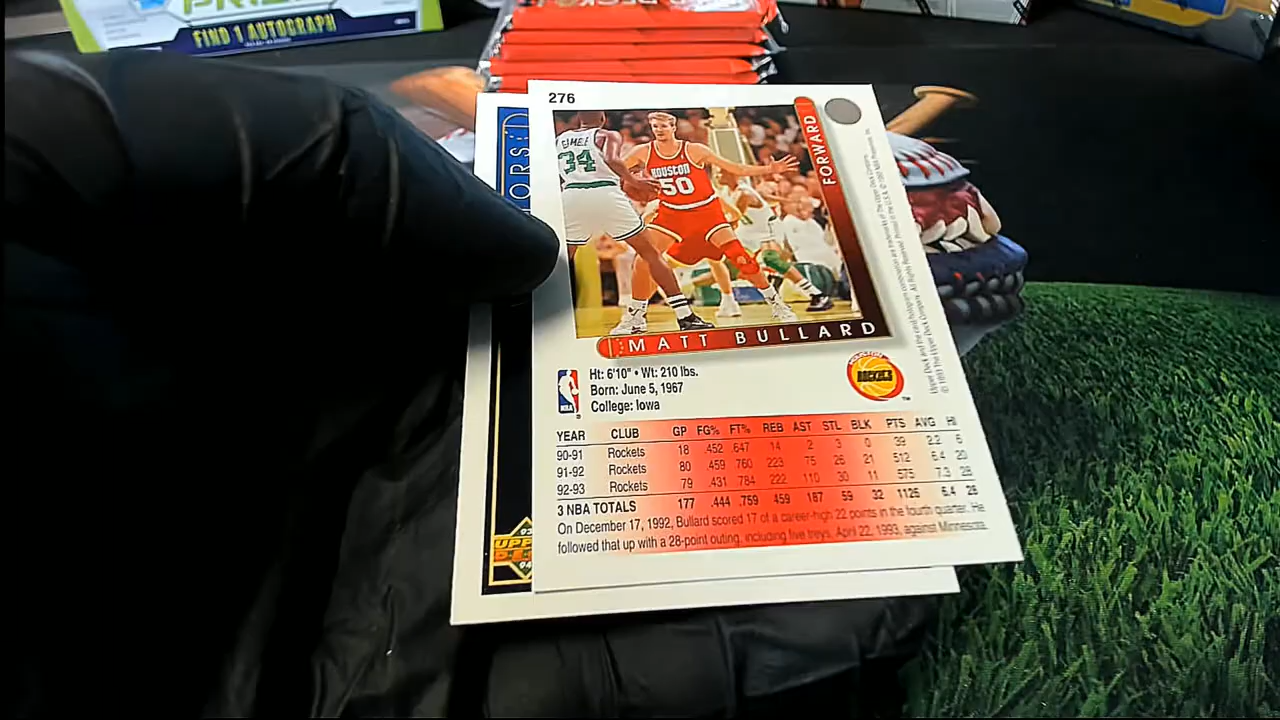 FIND 1 AUTOGRAPH
276
34
HOUSTON
50
FORWARD
MATT BULLARD
Ht: 6'10" • Wt: 210 lbs.
Born: June 5, 1967
College: Iowa
NBA
ROCKETS
YEAR CLUB GP FG% FT% REB AST STL BLK PTS AVG HI
90-91 Rockets 18 .452 .647 14 2 3 0 39 2.2 6
91-92 Rockets 80 .459 .760 223 75 26 21 512 6.4 20
92-93 Rockets 79 .431 .784 222 110 30 11 575 7.3 28
3 NBA TOTALS 177 .444 .759 459 187 59 32 1126 6.4 28
On December 17, 1992, Bullard scored 17 of a career-high 22 points in the fourth quarter. He
followed that up with a 28-point outing, including five treys, April 22, 1993, against Minnesota.
UPPER